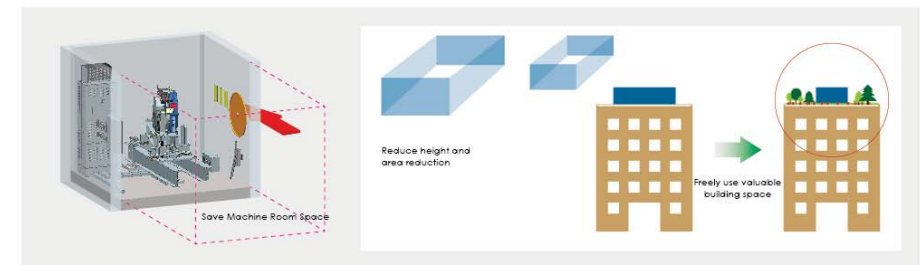 Save Machine Room Space
Reduce height and
area reduction
Freely use valuable
building space